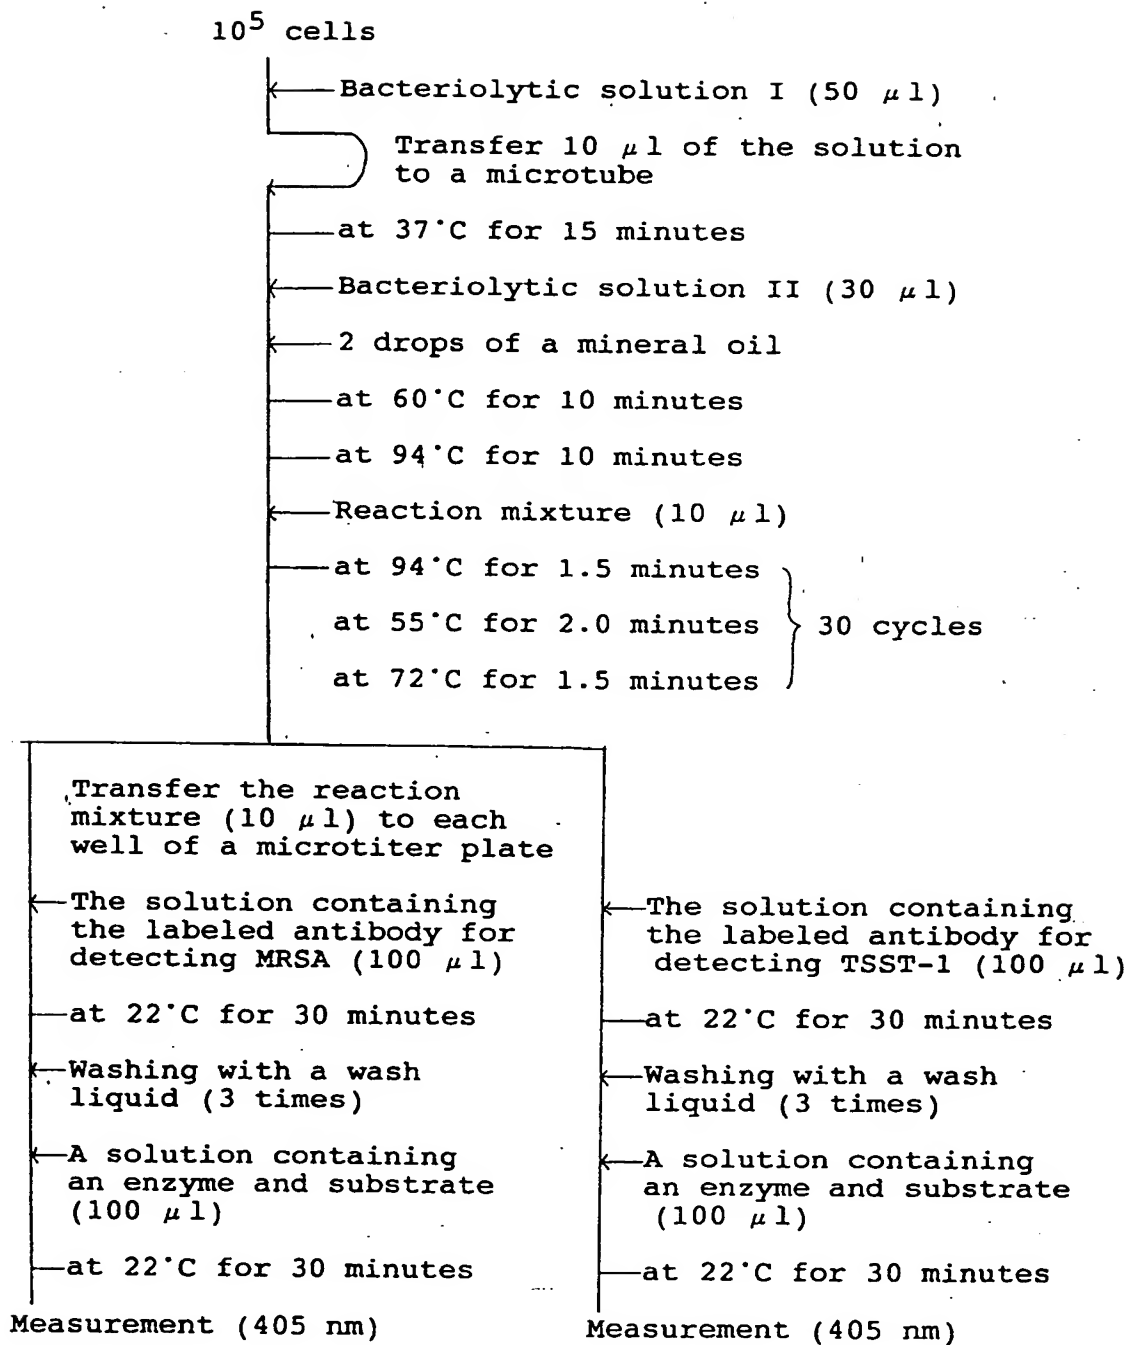 10⁵ cells
Bacteriolytic solution I (50 μl)
Transfer 10 μl of the solution
to a microtube
at 37°C for 15 minutes
Bacteriolytic solution II (30 μl)
2 drops of a mineral oil
at 60°C for 10 minutes
at 94°C for 10 minutes
Reaction mixture (10 μl)
at 94°C for 1.5 minutes
at 55°C for 2.0 minutes
30 cycles
at 72°C for 1.5 minutes
Transfer the reaction
mixture (10 μl) to each
well of a microtiter plate
The solution containing
the labeled antibody for
detecting MRSA (100 μl)
at 22°C for 30 minutes
Washing with a wash
liquid (3 times)
A solution containing
an enzyme and substrate
(100 μl)
at 22°C for 30 minutes
Measurement (405 nm)
The solution containing
the labeled antibody for
detecting TSST-1 (100 μl)
at 22°C for 30 minutes
Washing with a wash
liquid (3 times)
A solution containing
an enzyme and substrate
(100 μl)
at 22°C for 30 minutes
Measurement (405 nm)